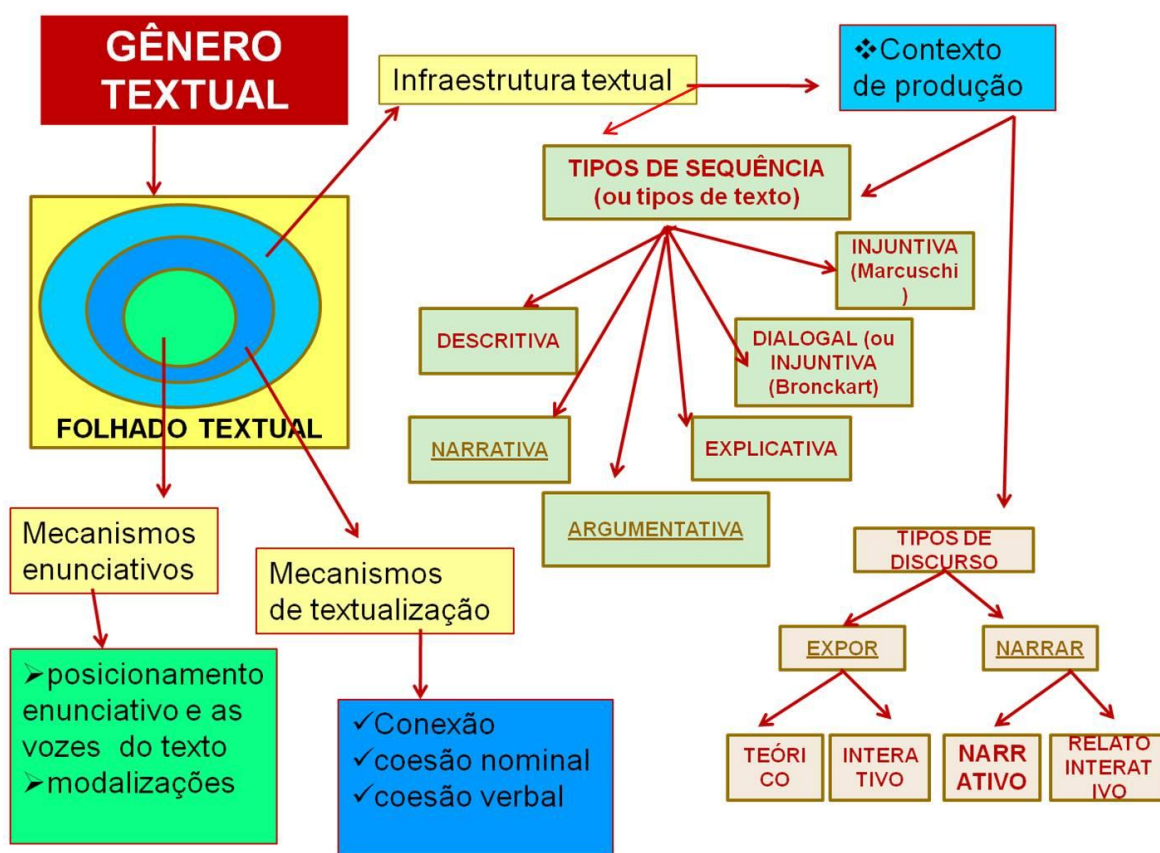 GÊNERO
TEXTUAL
Infraestrutura textual
❖Contexto
de produção
TIPOS DE SEQUÊNCIA
(ou tipos de texto)
INJUNTIVA
(Marcuschi
)
DESCRITIVA
DIALOGAL (ou
INJUNTIVA
(Bronckart)
FOLHADO TEXTUAL
NARRATIVA
EXPLICATIVA
ARGUMENTATIVA
Mecanismos
enunciativos
Mecanismos
de textualização
TIPOS DE
DISCURSO
EXPOR
NARRAR
➢posicionamento
enunciativo e as
vozes do texto
➢modalizações
✓Conexão
✓coesão nominal
✓coesão verbal
TEÓRI
CO
INTERA
TIVO
NARR
ATIVO
RELATO
INTERAT
IVO